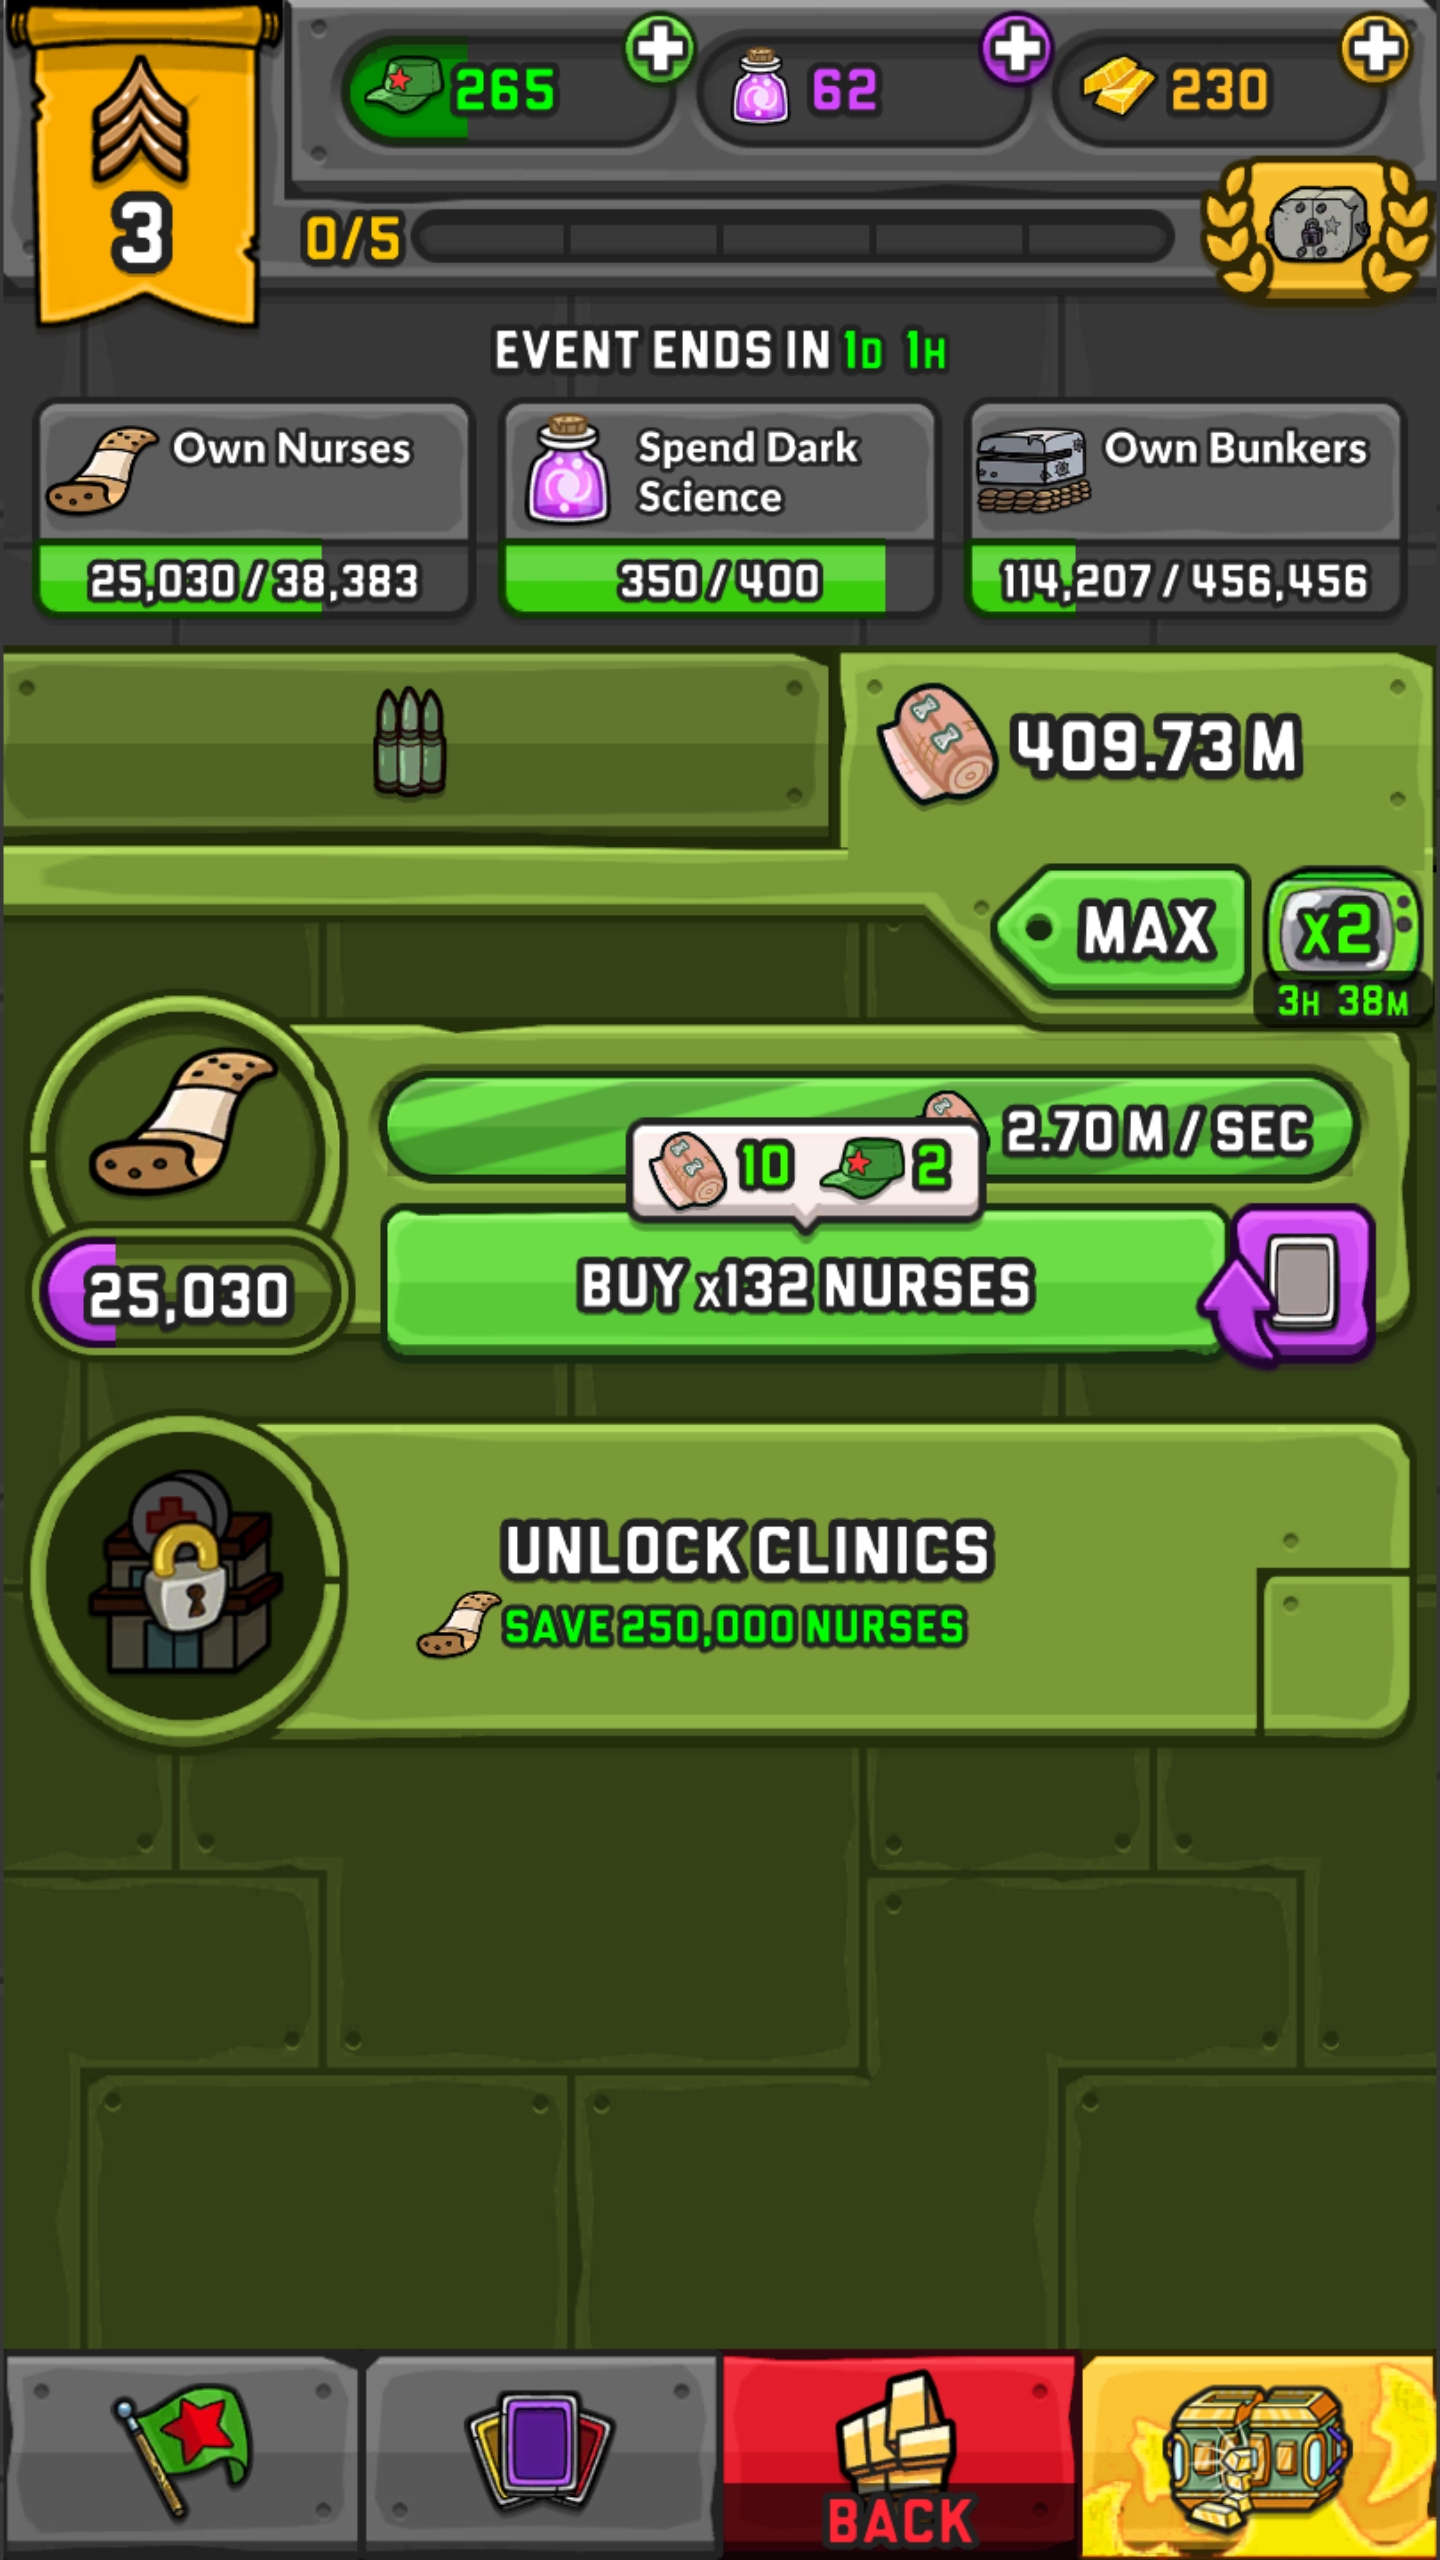 265
62
230
3
0/5
EVENT ENDS IN 1D 1H
Own Nurses
25,030/38,383
Spend Dark
Science
350/400
Own Bunkers
114,207/456,456
409.73 M
MAX
x2
3H 38M
2.70 M / SEC
10
2
25,030
BUY x132 NURSES
UNLOCK CLINICS
SAVE 250,000 NURSES
BACK